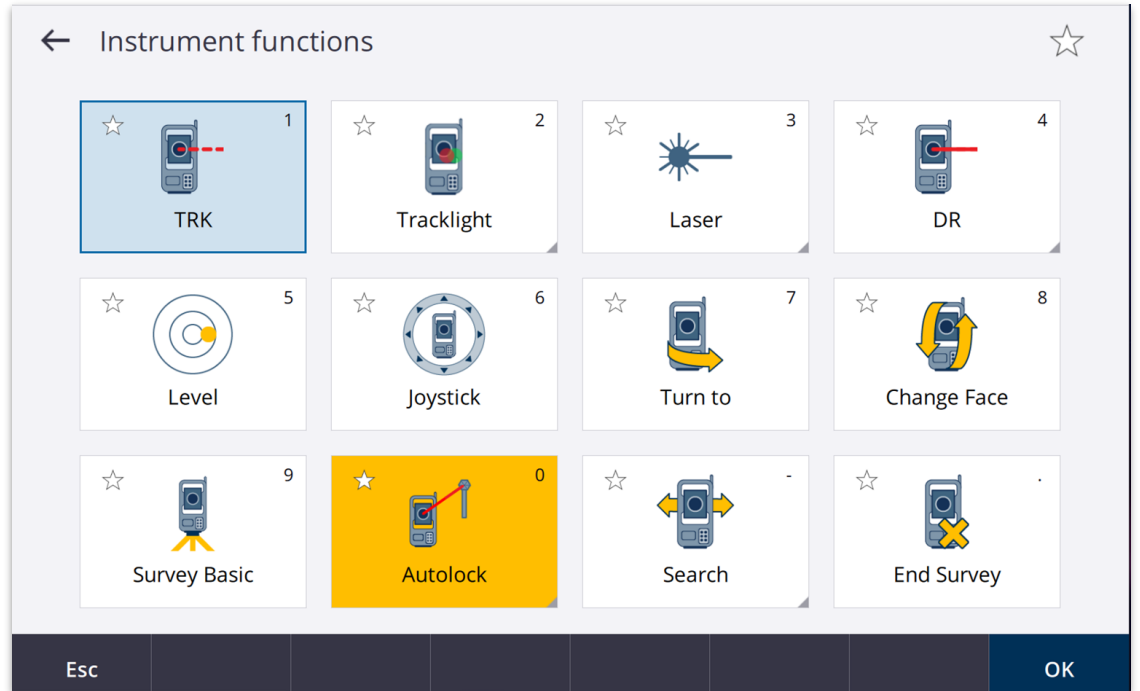 Instrument functions
1
TRK
2
Tracklight
3
Laser
4
DR
5
Level
6
Joystick
7
Turn to
8
Change Face
9
Survey Basic
0
Autolock
-
Search
.
End Survey
Esc
OK